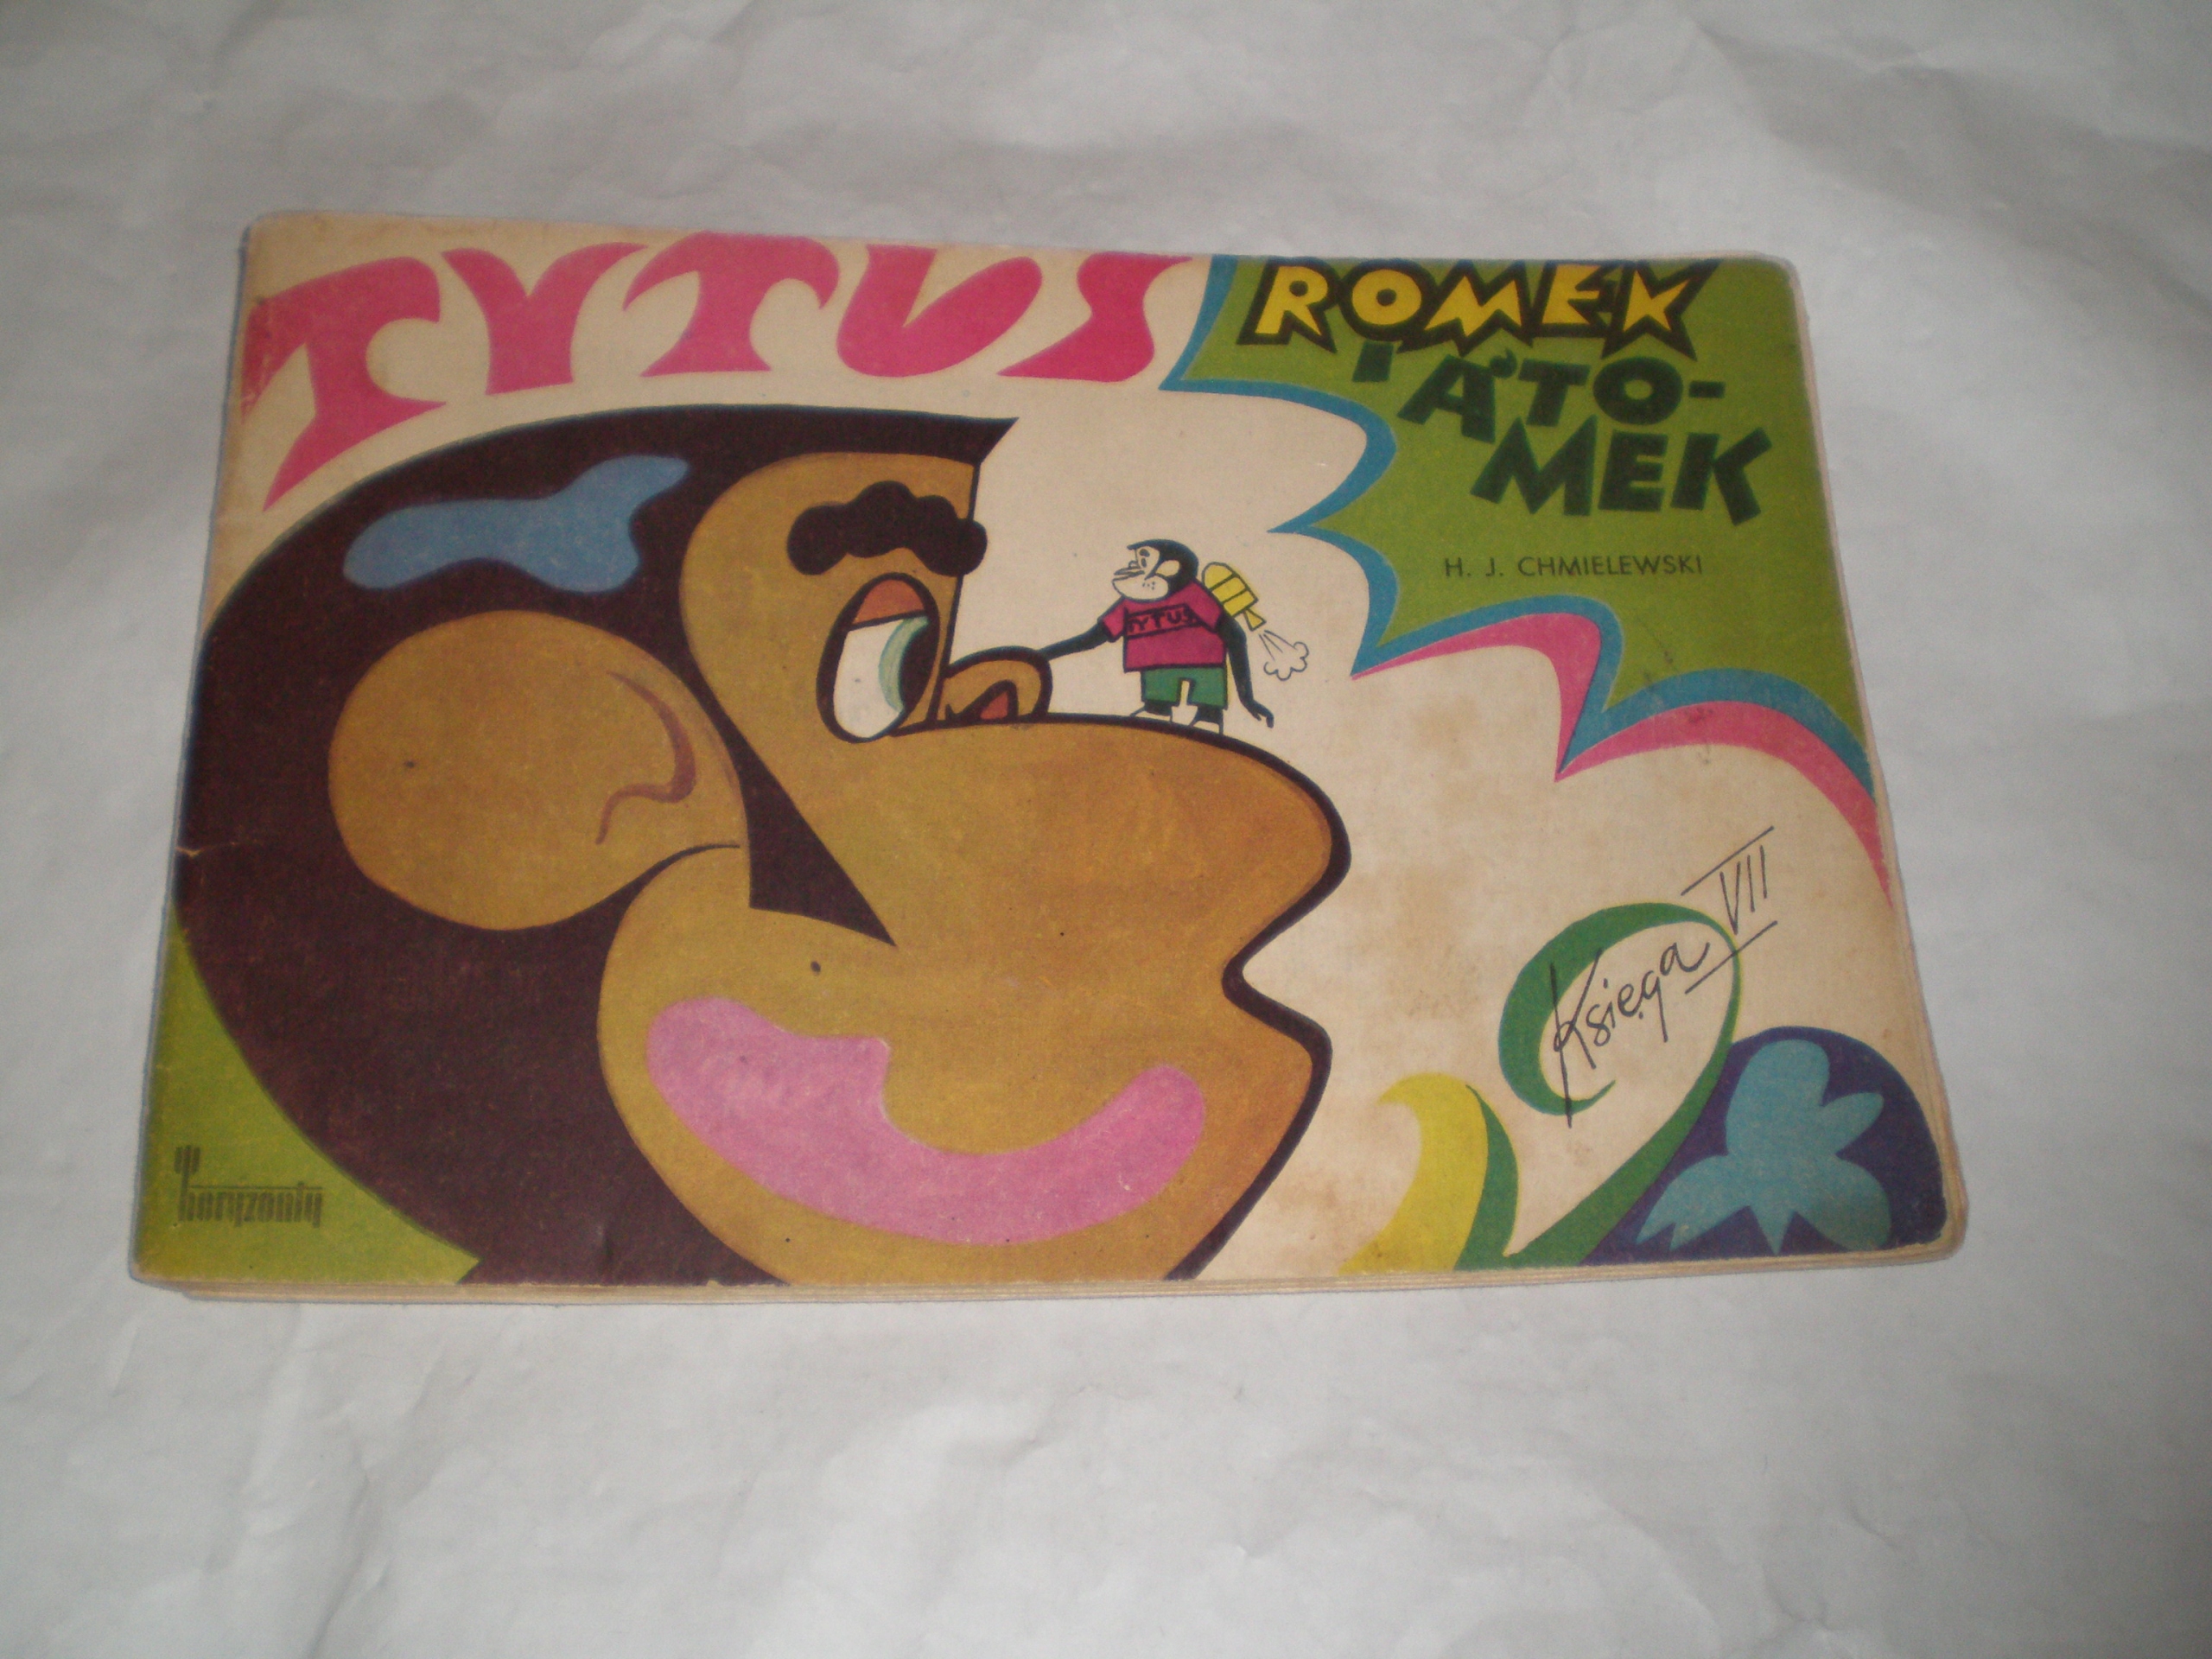 TYTUS
ROMEK
I A'TO-
MEK
H. J. CHMIELEWSKI
TYTUS
Księga VII
horyzonty